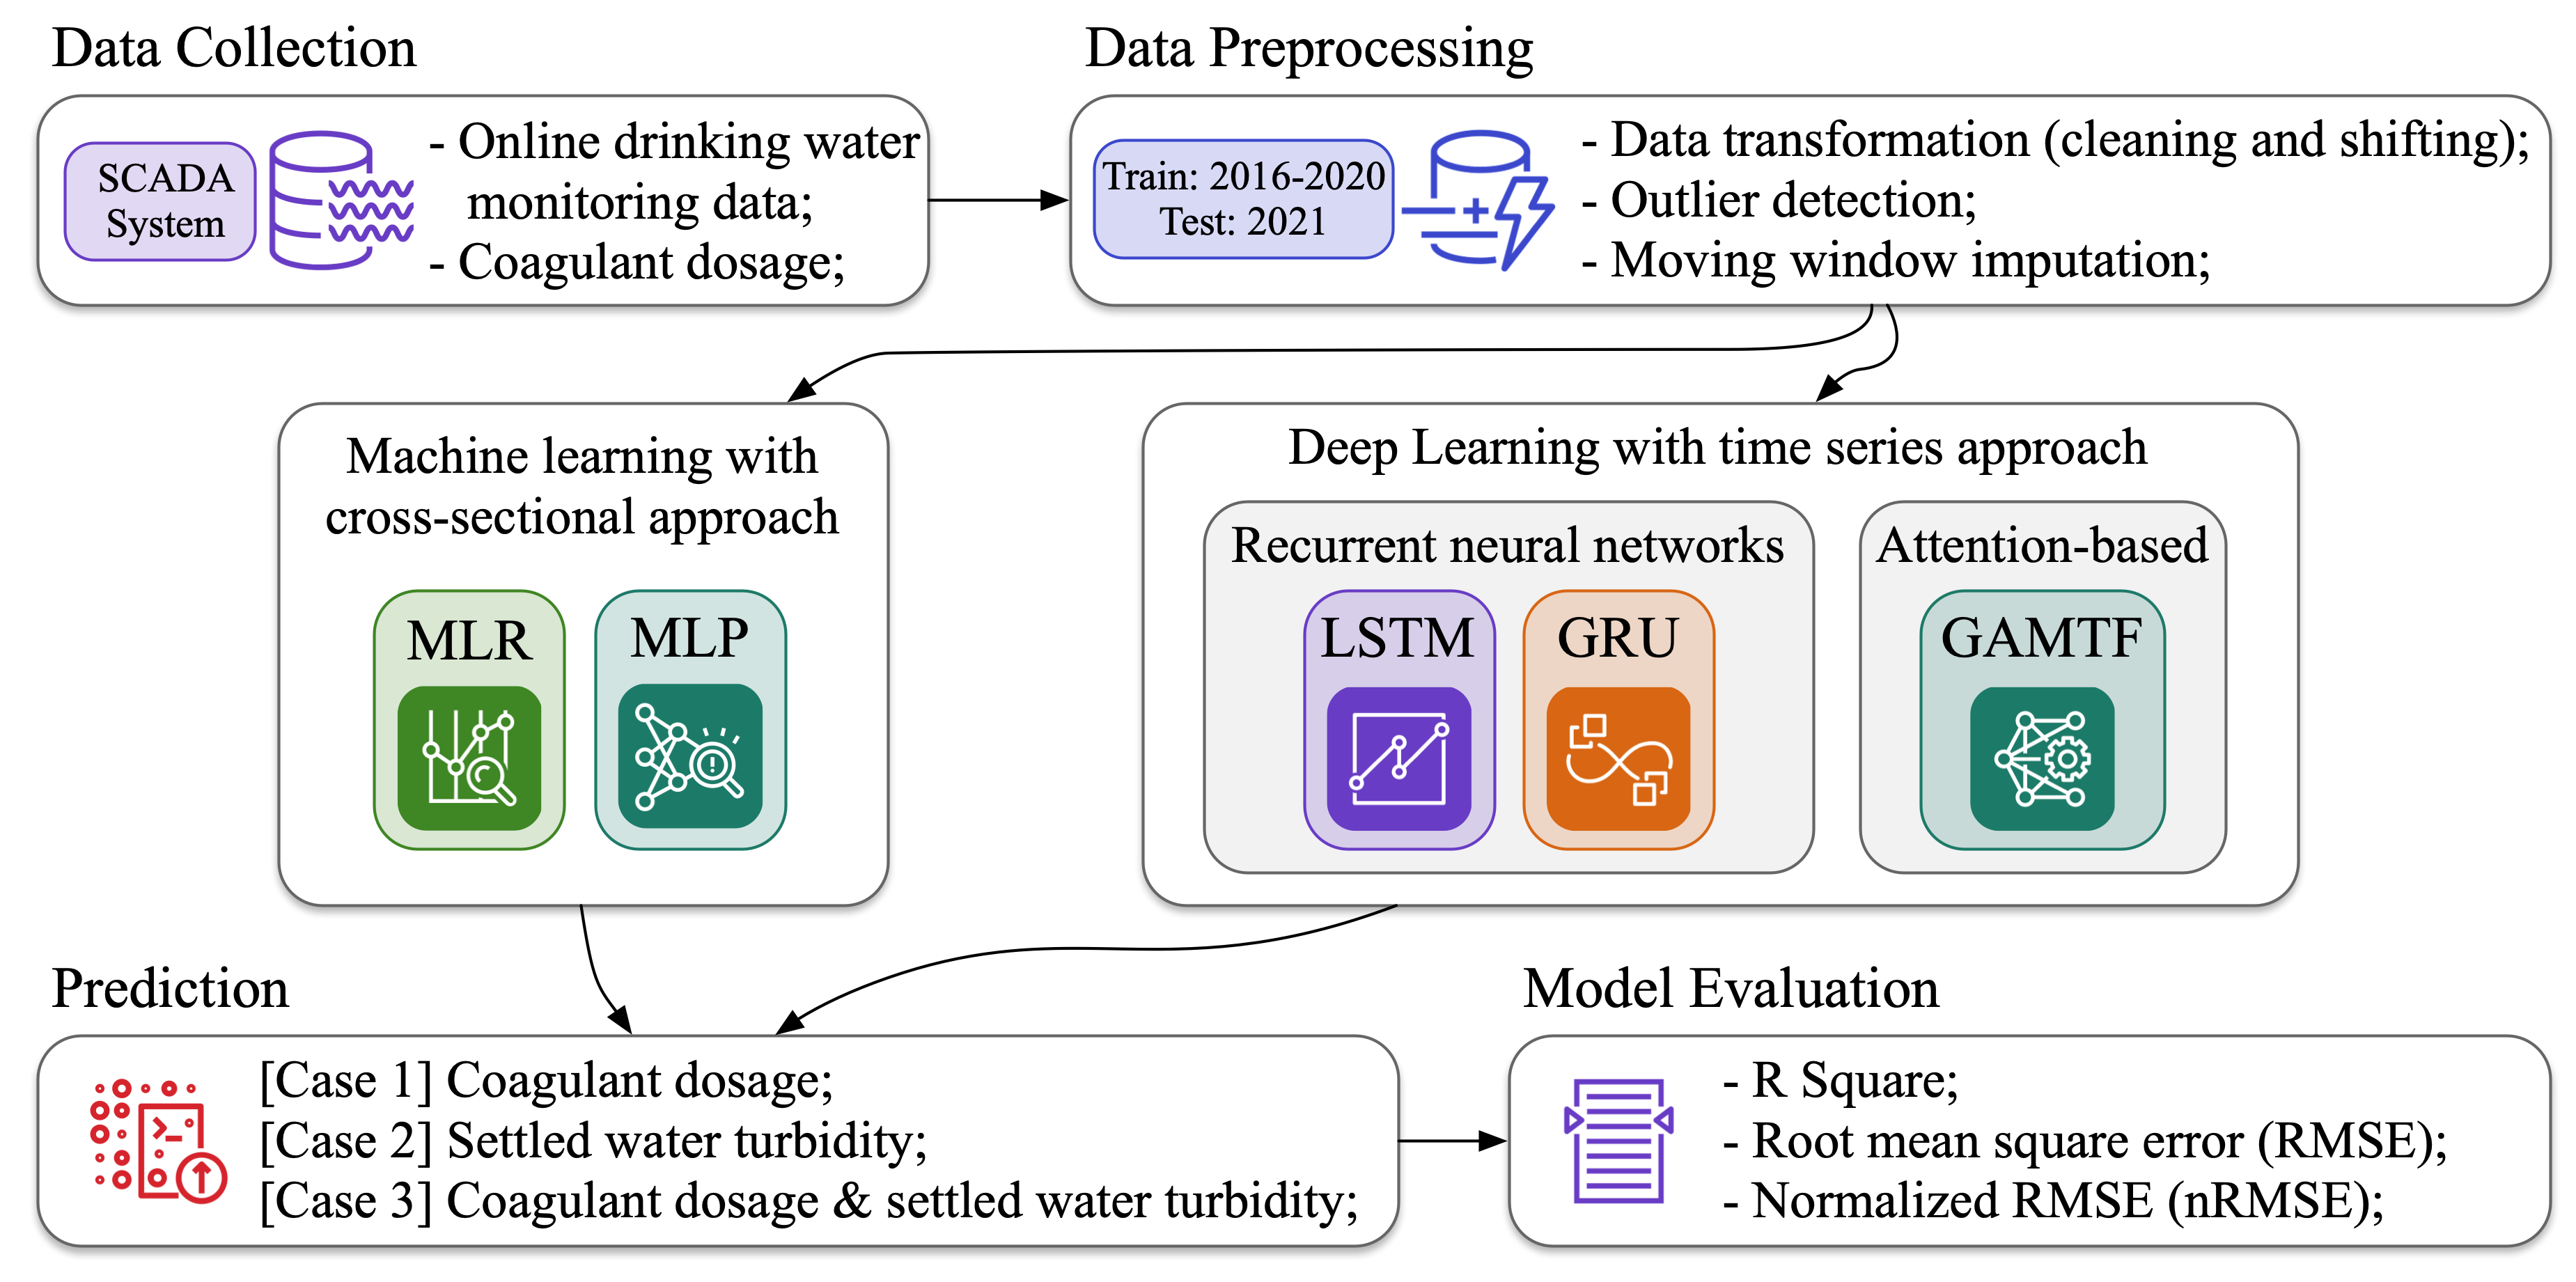 Data Collection
SCADA
System
- Online drinking water
monitoring data;
- Coagulant dosage;
Data Preprocessing
Train: 2016-2020
Test: 2021
- Data transformation (cleaning and shifting);
- Outlier detection;
- Moving window imputation;
Machine learning with
cross-sectional approach
MLR
MLP
Deep Learning with time series approach
Recurrent neural networks
LSTM
GRU
Attention-based
GAMTF
Prediction
[Case 1] Coagulant dosage;
[Case 2] Settled water turbidity;
[Case 3] Coagulant dosage & settled water turbidity;
Model Evaluation
- R Square;
- Root mean square error (RMSE);
- Normalized RMSE (nRMSE);